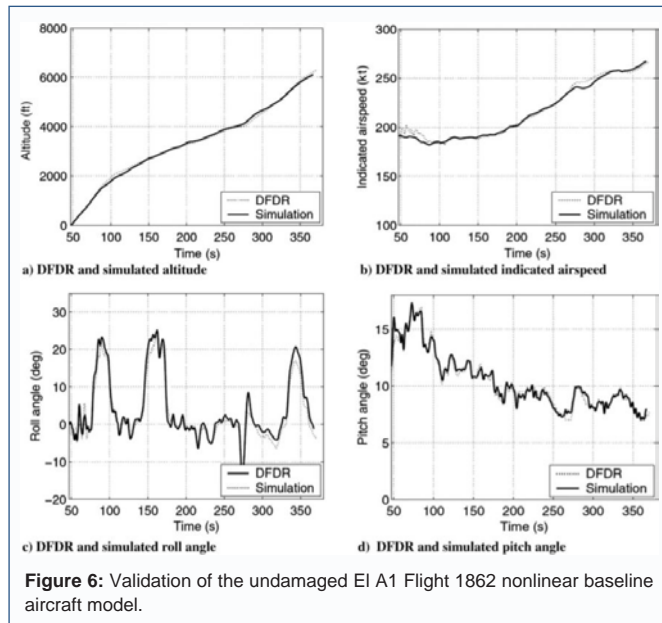 8000
6000
4000
2000
0
Altitude (ft)
50 100 150 200 250 300 350
Time (s)
DFDR
Simulation
a) DFDR and simulated altitude
300
250
200
150
100
Indicated airspeed (kt)
50 100 150 200 250 300 350
Time (s)
DFDR
Simulation
b) DFDR and simulated indicated airspeed
30
20
10
0
−10
−20
Roll angle (deg)
50 100 150 200 250 300 350
Time (s)
DFDR
Simulation
c) DFDR and simulated roll angle
15
10
5
0
Pitch angle (deg)
50 100 150 200 250 300 350
Time (s)
DFDR
Simulation
d) DFDR and simulated pitch angle
Figure 6: Validation of the undamaged EI A1 Flight 1862 nonlinear baseline
aircraft model.